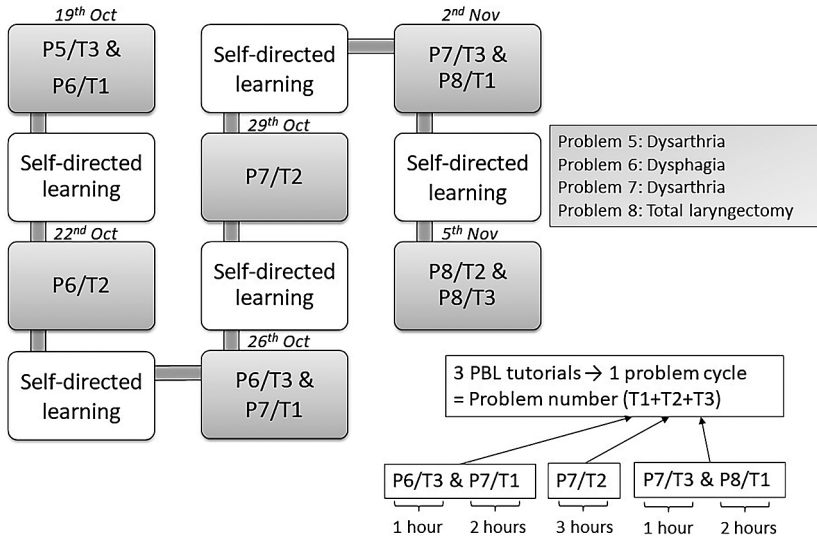 19th Oct
P5/T3 &
P6/T1
Self-directed
learning
22nd Oct
P6/T2
Self-directed
learning
26th Oct
P6/T3 &
P7/T1
Self-directed
learning
29th Oct
P7/T2
Self-directed
learning
2nd Nov
P7/T3 &
P8/T1
Self-directed
learning
5th Nov
P8/T2 &
P8/T3
Problem 5: Dysarthria
Problem 6: Dysphagia
Problem 7: Dysarthria
Problem 8: Total laryngectomy
3 PBL tutorials → 1 problem cycle
= Problem number (T1+T2+T3)
P6/T3 & P7/T1
P7/T2
P7/T3 & P8/T1
1 hour
2 hours
3 hours
1 hour
2 hours